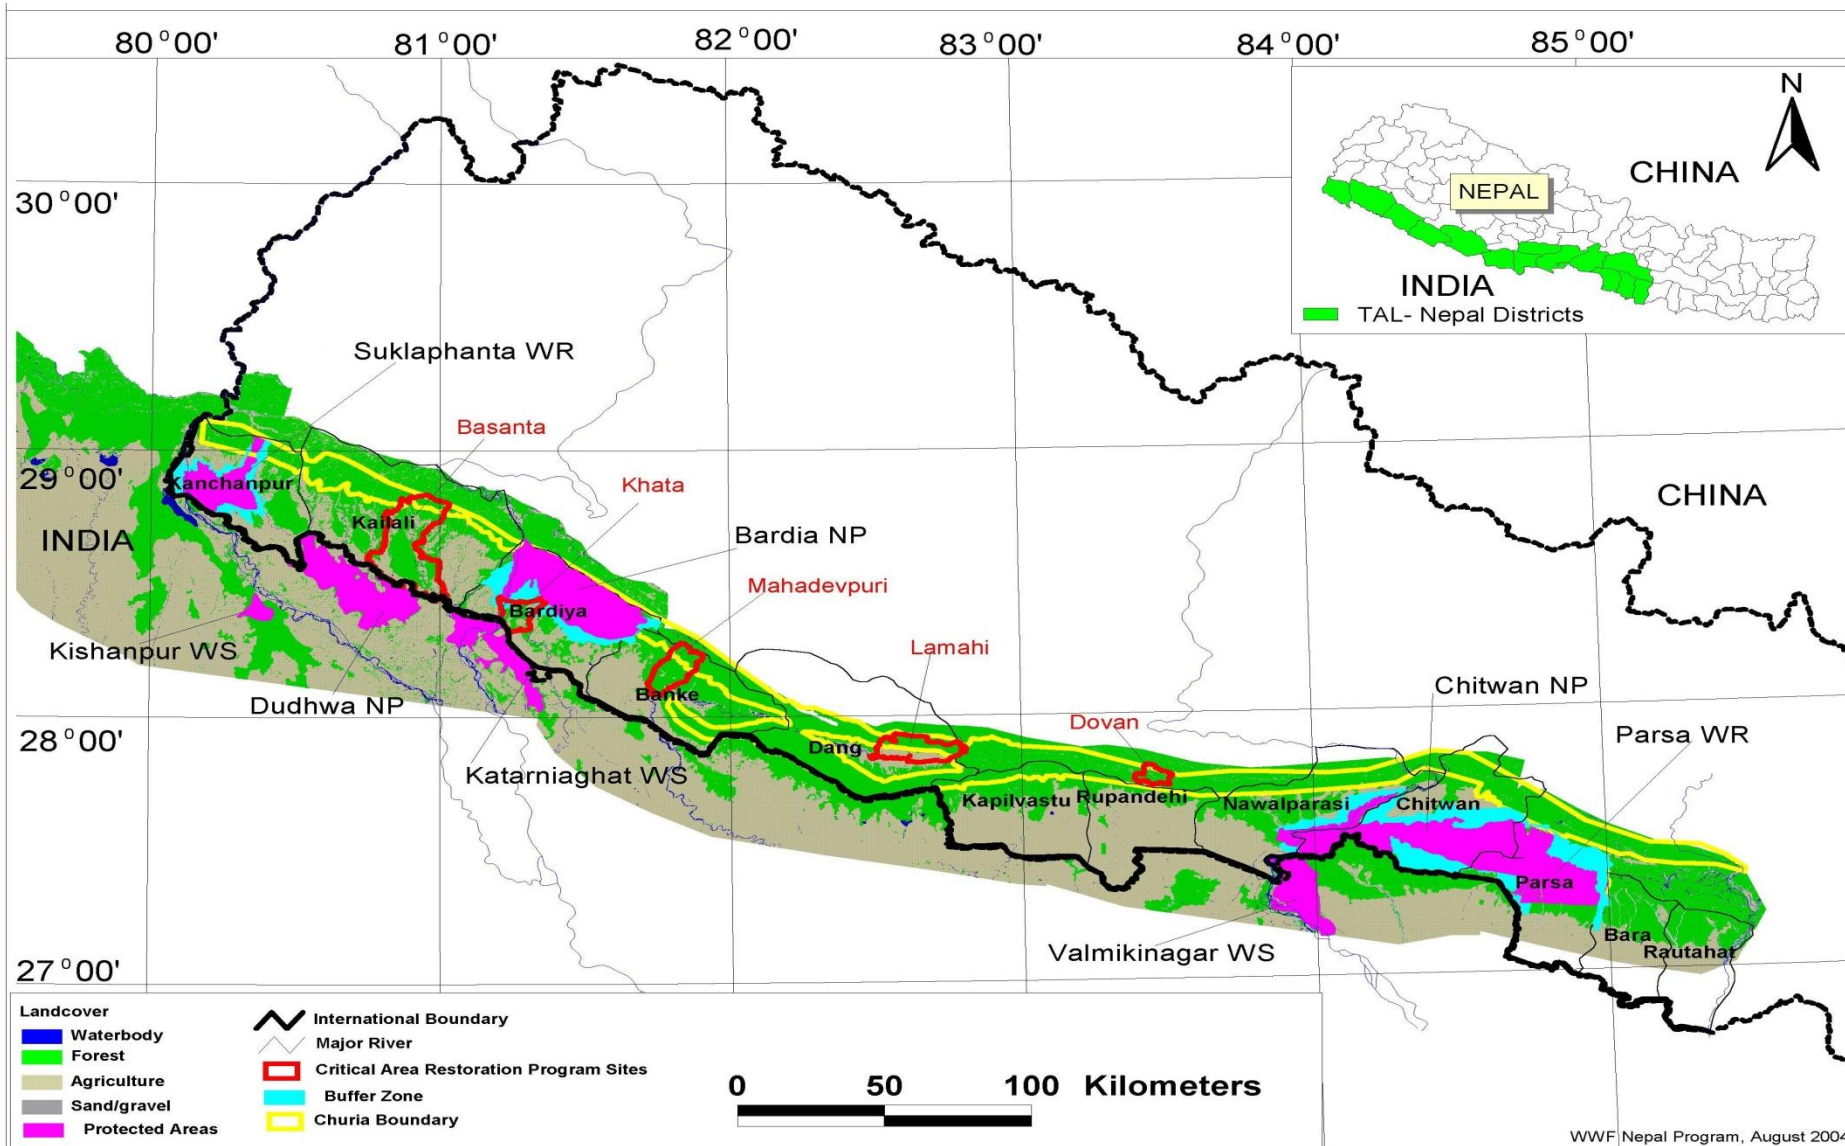 80°00' 81°00' 82°00' 83°00' 84°00' 85°00'
N
CHINA
NEPAL
INDIA
TAL- Nepal Districts
30°00'
Suklaphanta WR
Basanta
Khata
29°00'
Kanchanpur
CHINA
INDIA
Kailali
Bardia NP
Mahadevpuri
Bardiya
Kishanpur WS
Lamahi
Chitwan NP
Banke
Dudhwa NP
Dovan
Parsa WR
28°00'
Dang
Katarniaghat WS
Kapilvastu
Rupandehi
Nawalparasi
Chitwan
Parsa
Bara
Rautahat
Valmikinagar WS
27°00'
Landcover
Waterbody
Forest
Agriculture
Sand/gravel
Protected Areas
International Boundary
Major River
Critical Area Restoration Program Sites
Buffer Zone
Churia Boundary
0 50 100 Kilometers
WWF Nepal Program, August 2004